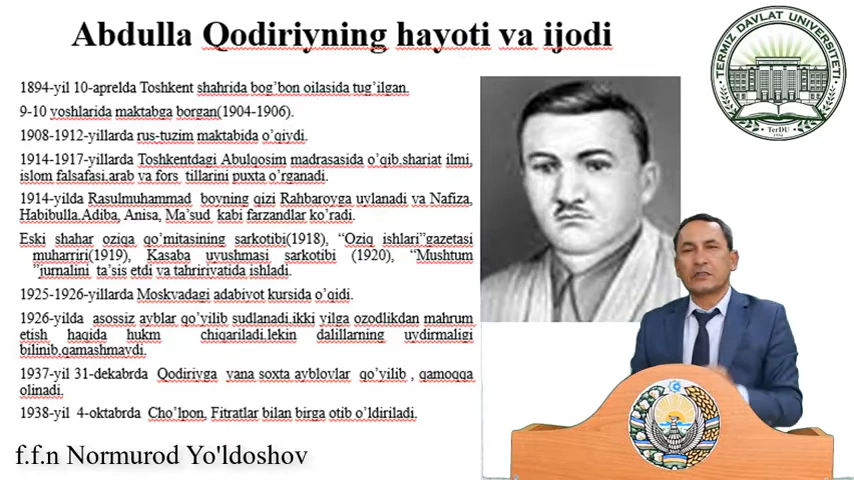 Abdulla Qodiriyning hayoti va ijodi
TERMIZ DAVLAT UNIVERSITETI
TerDU
1894-yil 10-aprelda Toshkent shahrida bog'bon oilasida tug'ilgan.
9-10 yoshlarida maktabga borgan(1904-1906).
1908-1912-yillarda rus-tuzim maktabida o'qiydi.
1914-1917-yillarda Toshkentdagi Abulqosim madrasasida o'qib,shariat ilmi,
islom falsafasi,arab va fors tillarini puxta o'rganadi.
1914-yilda Rasulmuhammad boyning qizi Rahbaroyga uylanadi va Nafiza,
Habibulla,Adiba, Anisa, Ma'sud kabi farzandlar ko'radi.
Eski shahar oziqa qo'mitasining sarkotibi(1918), "Oziq ishlari"gazetasi
muharriri(1919), Kasaba uyushmasi sarkotibi (1920), "Mushtum
"jurnalini ta'sis etdi va tahririyatida ishladi.
1925-1926-yillarda Moskvadagi adabiyot kursida o'qidi.
1926-yilda asossiz ayblar qo'yilib sudlanadi.ikki yilga ozodlikdan mahrum
etish haqida hukm chiqariladi.lekin dalillarning uydirmaligi
bilinib,qamashmaydi.
1937-yil 31-dekabrda Qodiriyga yana soxta ayblovlar qo'yilib , qamoqqa
olinadi.
1938-yil 4-oktabrda Cho'lpon, Fitratlar bilan birga otib o'ldiriladi.
f.f.n Normurod Yo'ldoshov